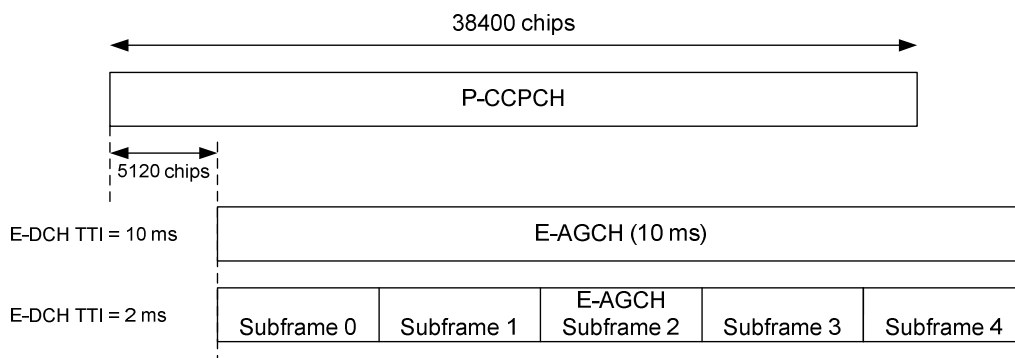 38400 chips
P-CCPCH
5120 chips
E-DCH TTI = 10 ms
E-AGCH (10 ms)
E-DCH TTI = 2 ms
E-AGCH
Subframe 0
Subframe 1
Subframe 2
Subframe 3
Subframe 4